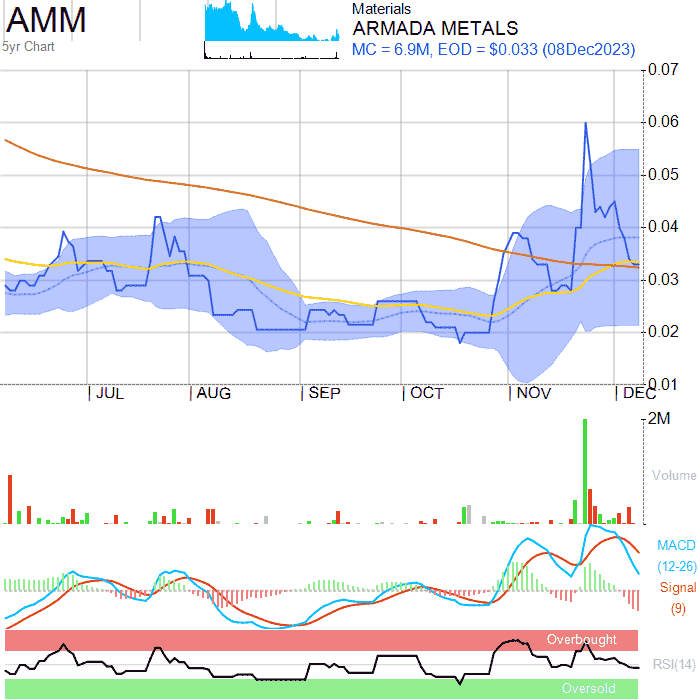 AMM
5yr Chart
Materials
ARMADA METALS
MC = 6.9M, EOD = $0.033 (08Dec2023)
0.07
0.06
0.05
0.04
0.03
0.02
0.01
JUL AUG SEP OCT NOV DEC
2M
Volume
MACD
(12-26)
Signal
(9)
Overbought
RSI(14)
Oversold